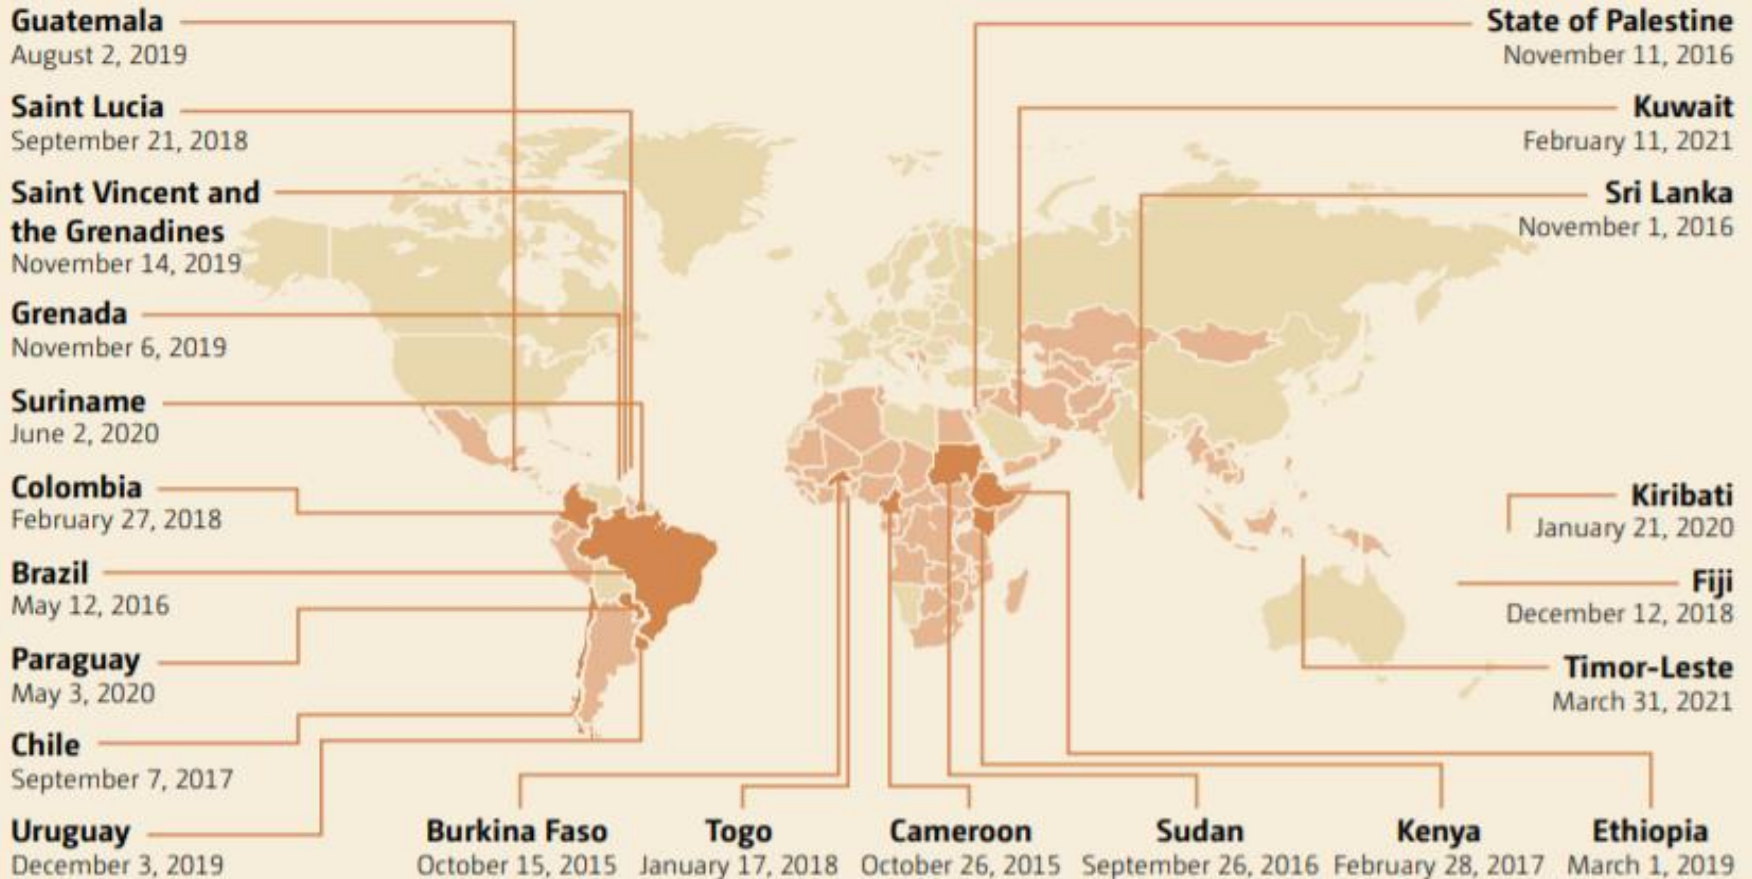 Guatemala
August 2, 2019
Saint Lucia
September 21, 2018
Saint Vincent and
the Grenadines
November 14, 2019
Grenada
November 6, 2019
Suriname
June 2, 2020
Colombia
February 27, 2018
Brazil
May 12, 2016
Paraguay
May 3, 2020
Chile
September 7, 2017
Uruguay
December 3, 2019
Burkina Faso
October 15, 2015
Togo
January 17, 2018
Cameroon
October 26, 2015
Sudan
September 26, 2016
Kenya
February 28, 2017
Ethiopia
March 1, 2019
State of Palestine
November 11, 2016
Kuwait
February 11, 2021
Sri Lanka
November 1, 2016
Kiribati
January 21, 2020
Fiji
December 12, 2018
Timor-Leste
March 31, 2021